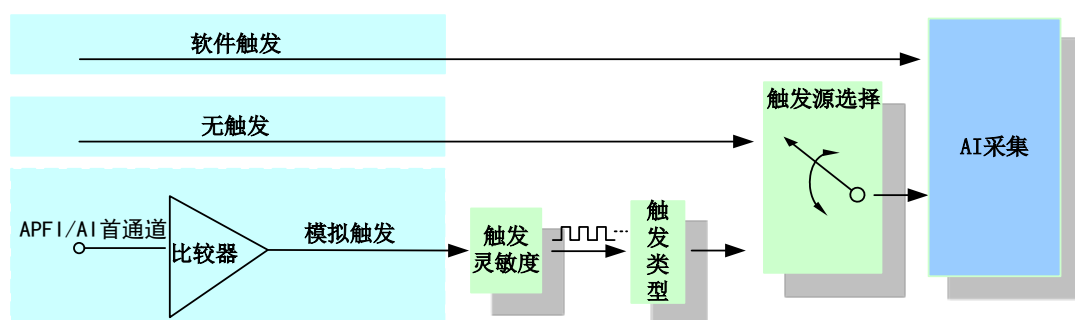 软件触发
无触发
触发源选择
AI采集
APFI/AI首通道
比较器
模拟触发
触发
灵敏度
触
发
类
型